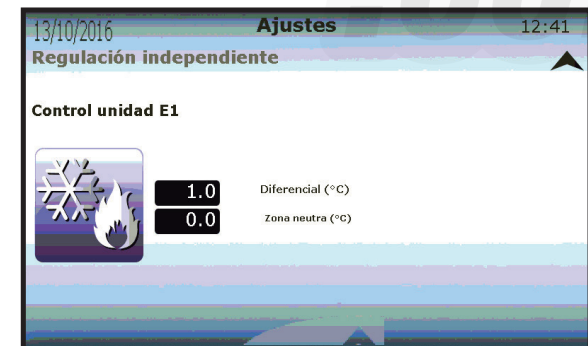 13/10/2016 Ajustes 12:41
Regulación independiente
Control unidad E1
1.0 Diferencial (°C)
0.0 Zona neutra (°C)